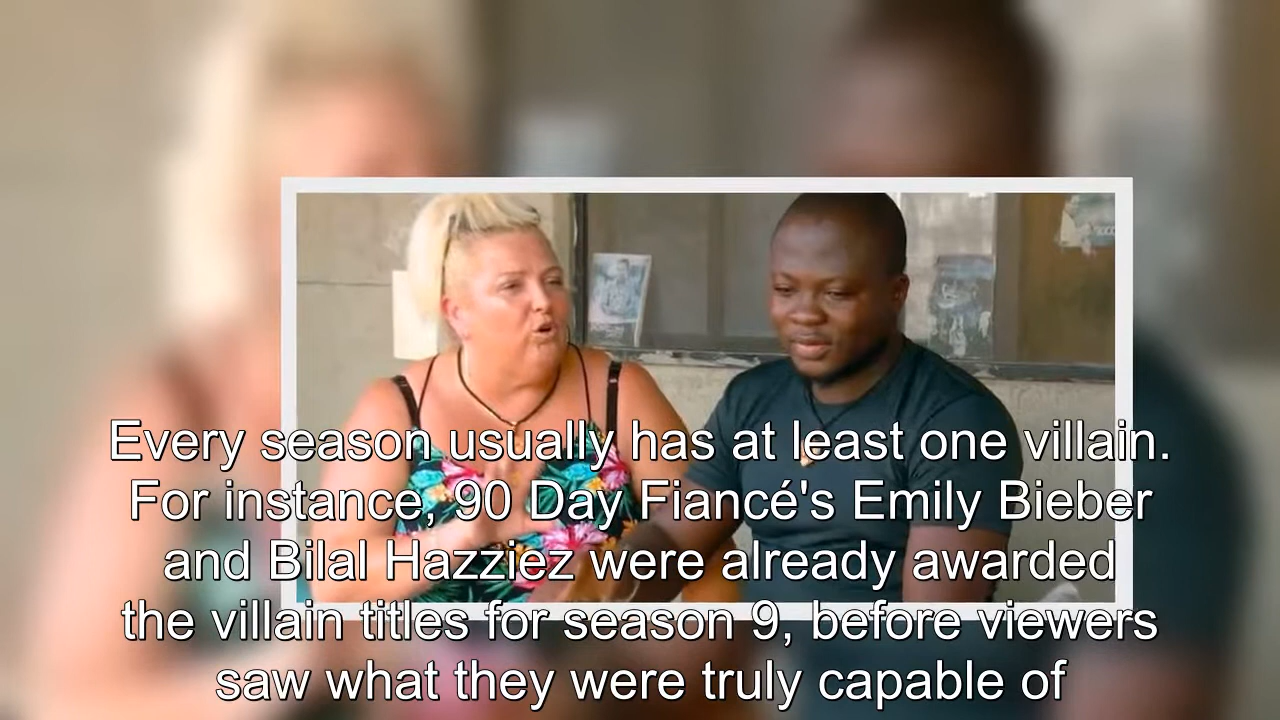 Every season usually has at least one villain.
For instance, 90 Day Fiancé's Emily Bieber
and Bilal Hazziez were already awarded
the villain titles for season 9, before viewers
saw what they were truly capable of